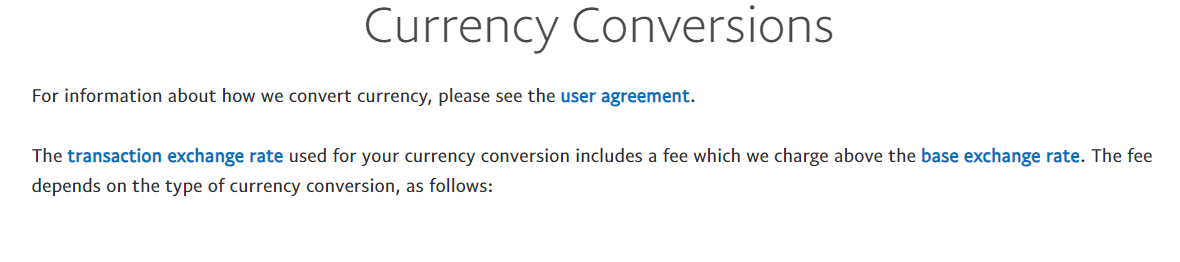 Currency Conversions
For information about how we convert currency, please see the user agreement.
The transaction exchange rate used for your currency conversion includes a fee which we charge above the base exchange rate. The fee
depends on the type of currency conversion, as follows: